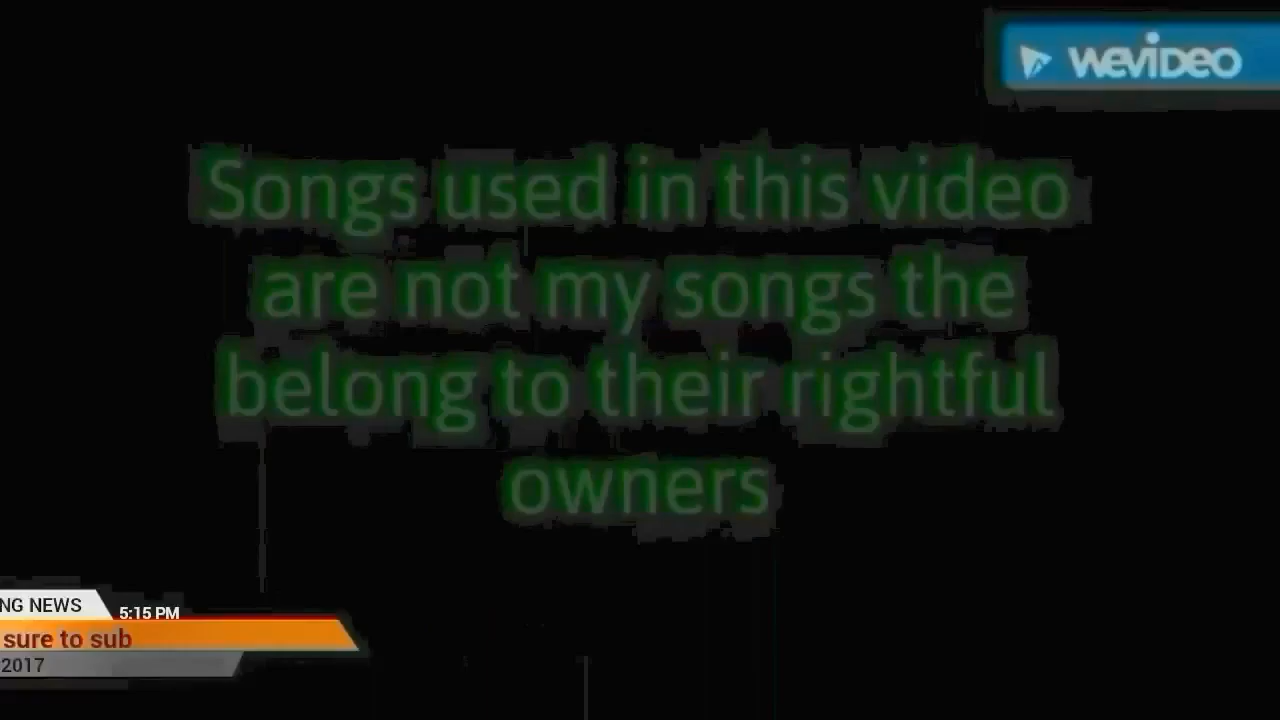 WEVIDEO
Songs used in this video
are not my songs the
belong to their rightful
owners
NG NEWS
5:15 PM
sure to sub
2017